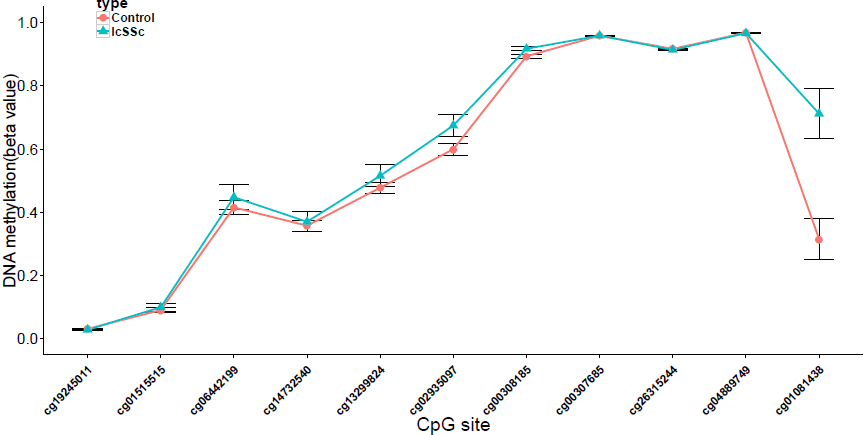 type
Control
lcSSc
DNA methylation(beta value)
1.0
0.8
0.6
0.4
0.2
0.0
cg19245011
cg01515515
cg06442199
cg14732540
cg13299824
cg02935097
cg00308185
cg00307685
cg26315244
cg04889749
cg01081438
CpG site